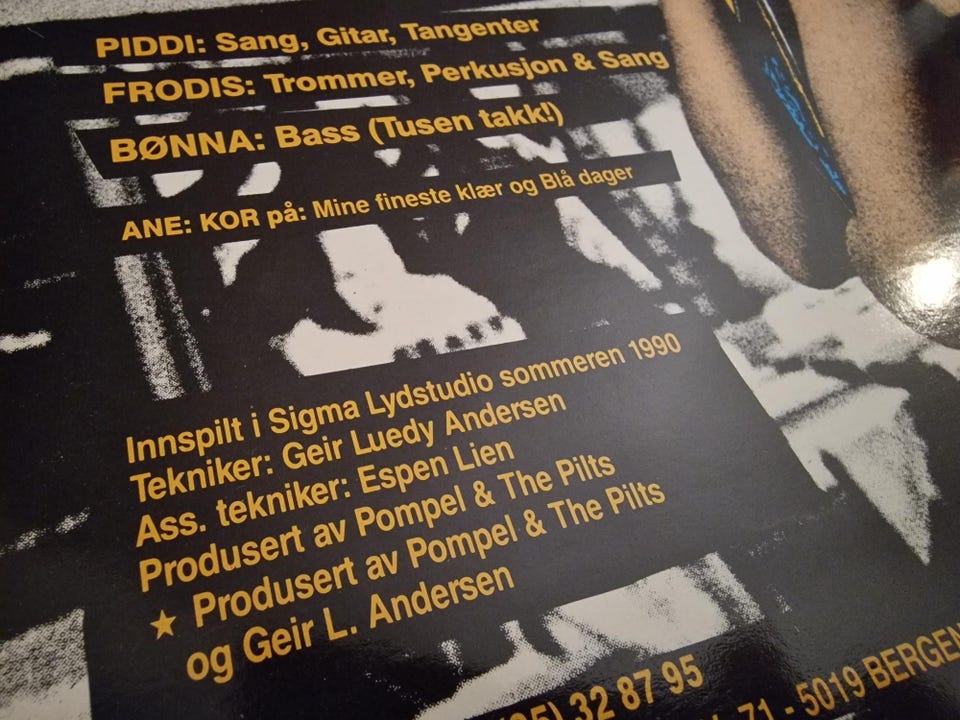 PIDDI: Sang, Gitar, Tangenter
FRODIS: Trommer, Perkusjon & Sang
BØNNA: Bass (Tusen takk!)
ANE: KOR på: Mine fineste klær og Blå dager
Innspilt i Sigma Lydstudio sommeren 1990
Tekniker: Geir Luedy Andersen
Ass. tekniker: Espen Lien
Produsert av Pompel & The Pilts
★ Produsert av Pompel & The Pilts
og Geir L. Andersen
32 87 95
71 - 5019 BERGEN